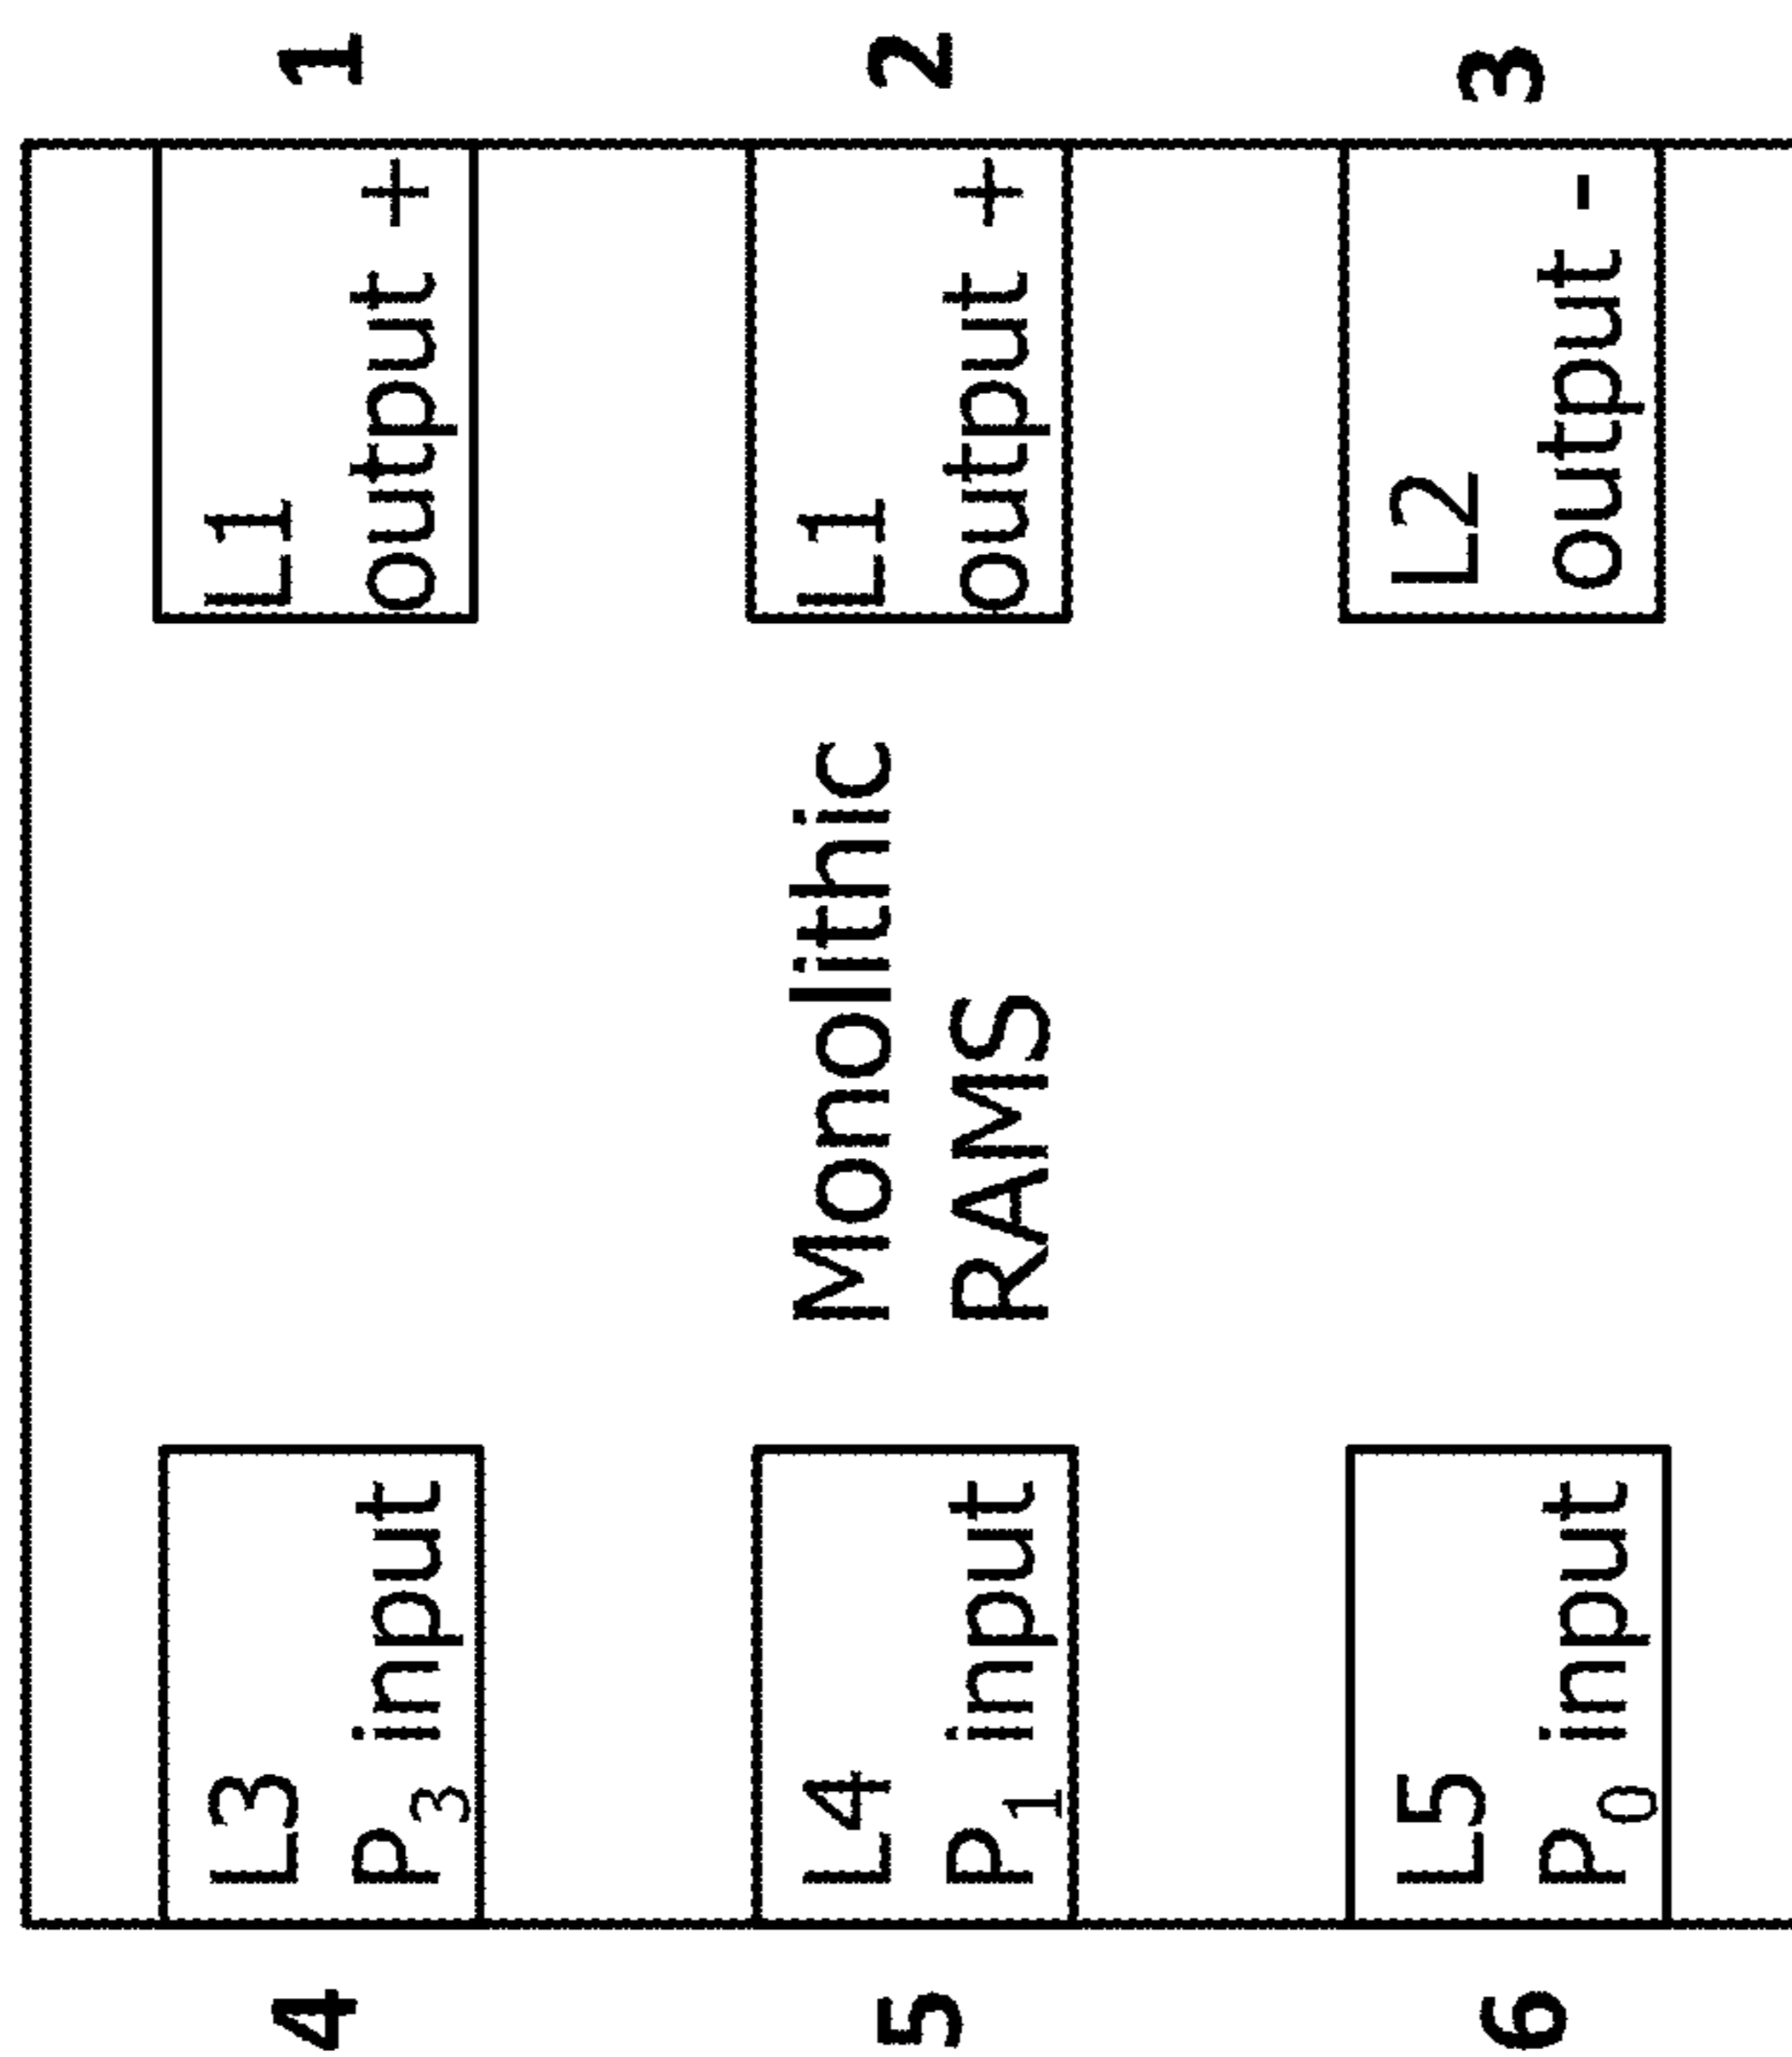 1
L1
output +
2
L1
output +
3
L2
output -
Monolithic
RAMS
4
L3
P3 input
5
L4
P1 input
6
L5
P0 input